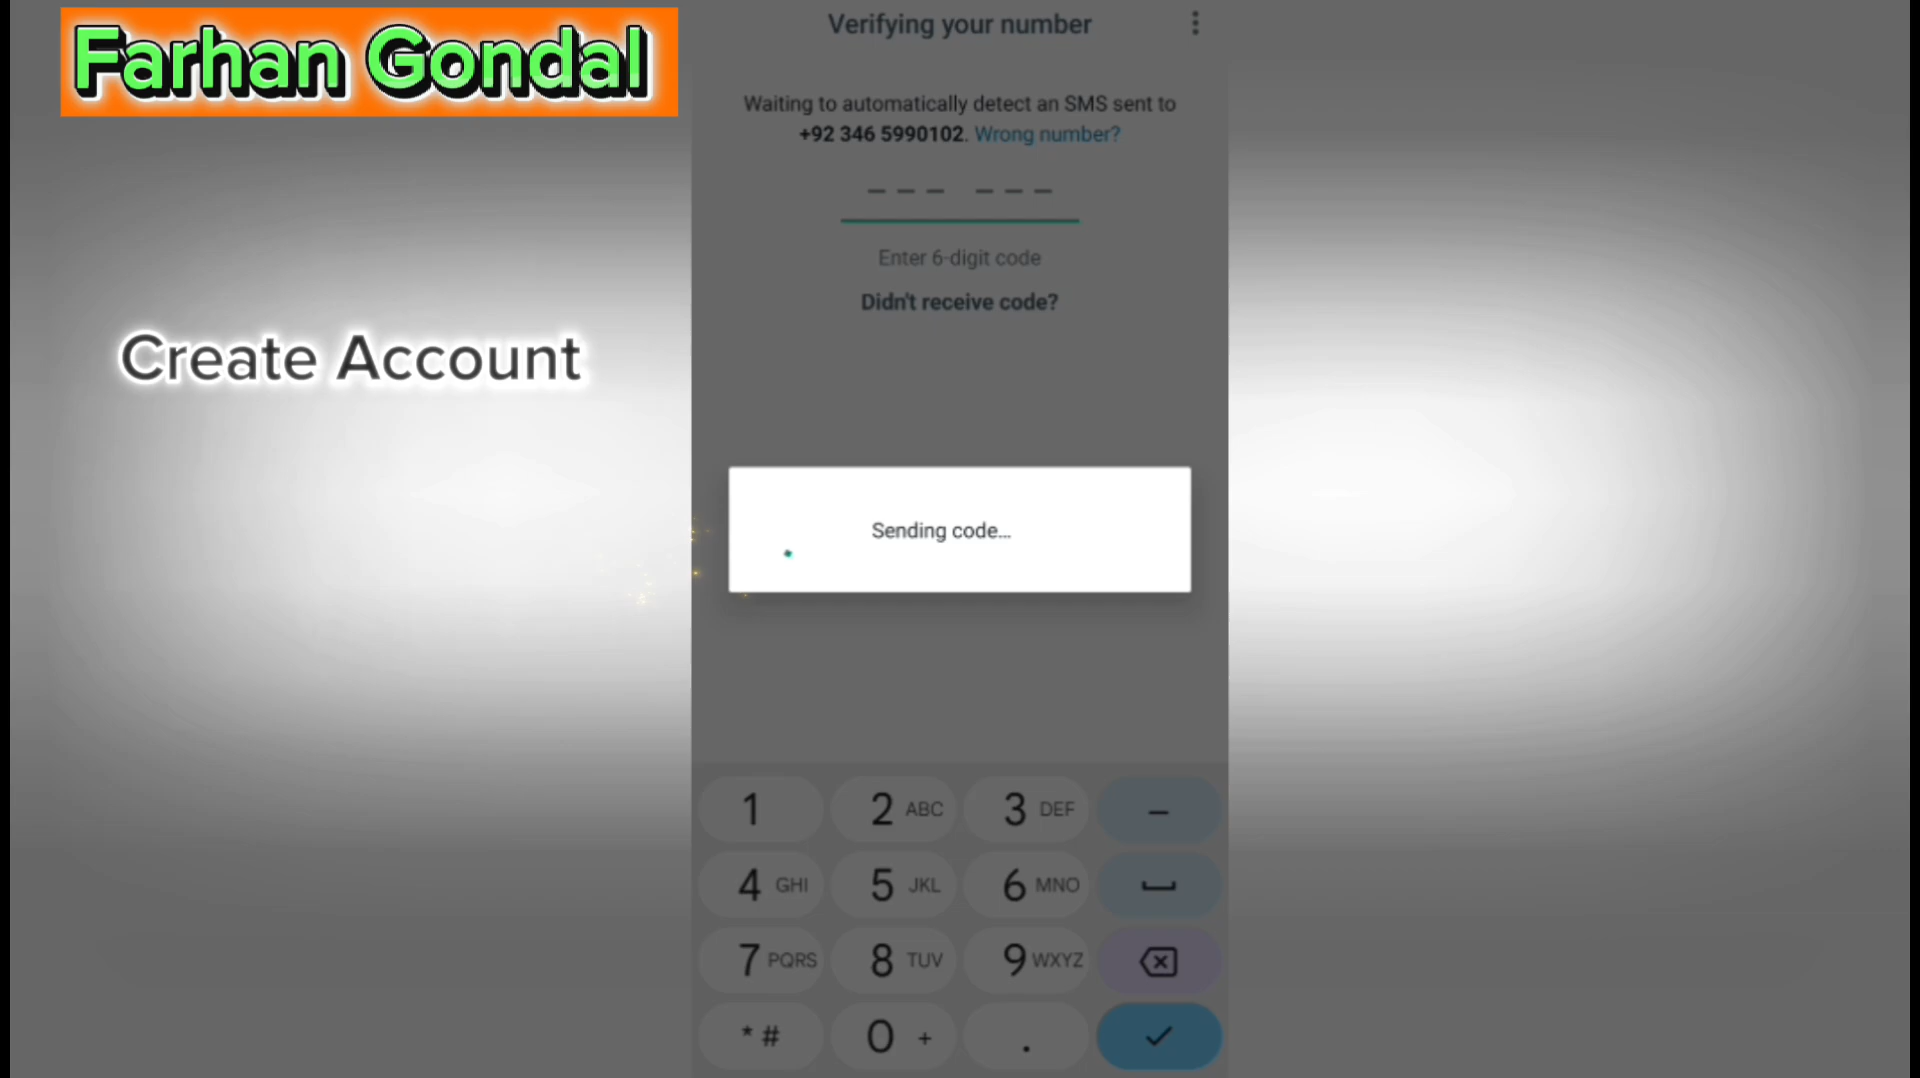 Farhan Gondal
Verifying your number
Waiting to automatically detect an SMS sent to
+92 346 5990102. Wrong number?
Enter 6-digit code
Didn't receive code?
Create Account
Sending code...
1 2 ABC 3 DEF –
4 GHI 5 JKL 6 MNO
7 PQRS 8 TUV 9 WXYZ
* # 0 + .